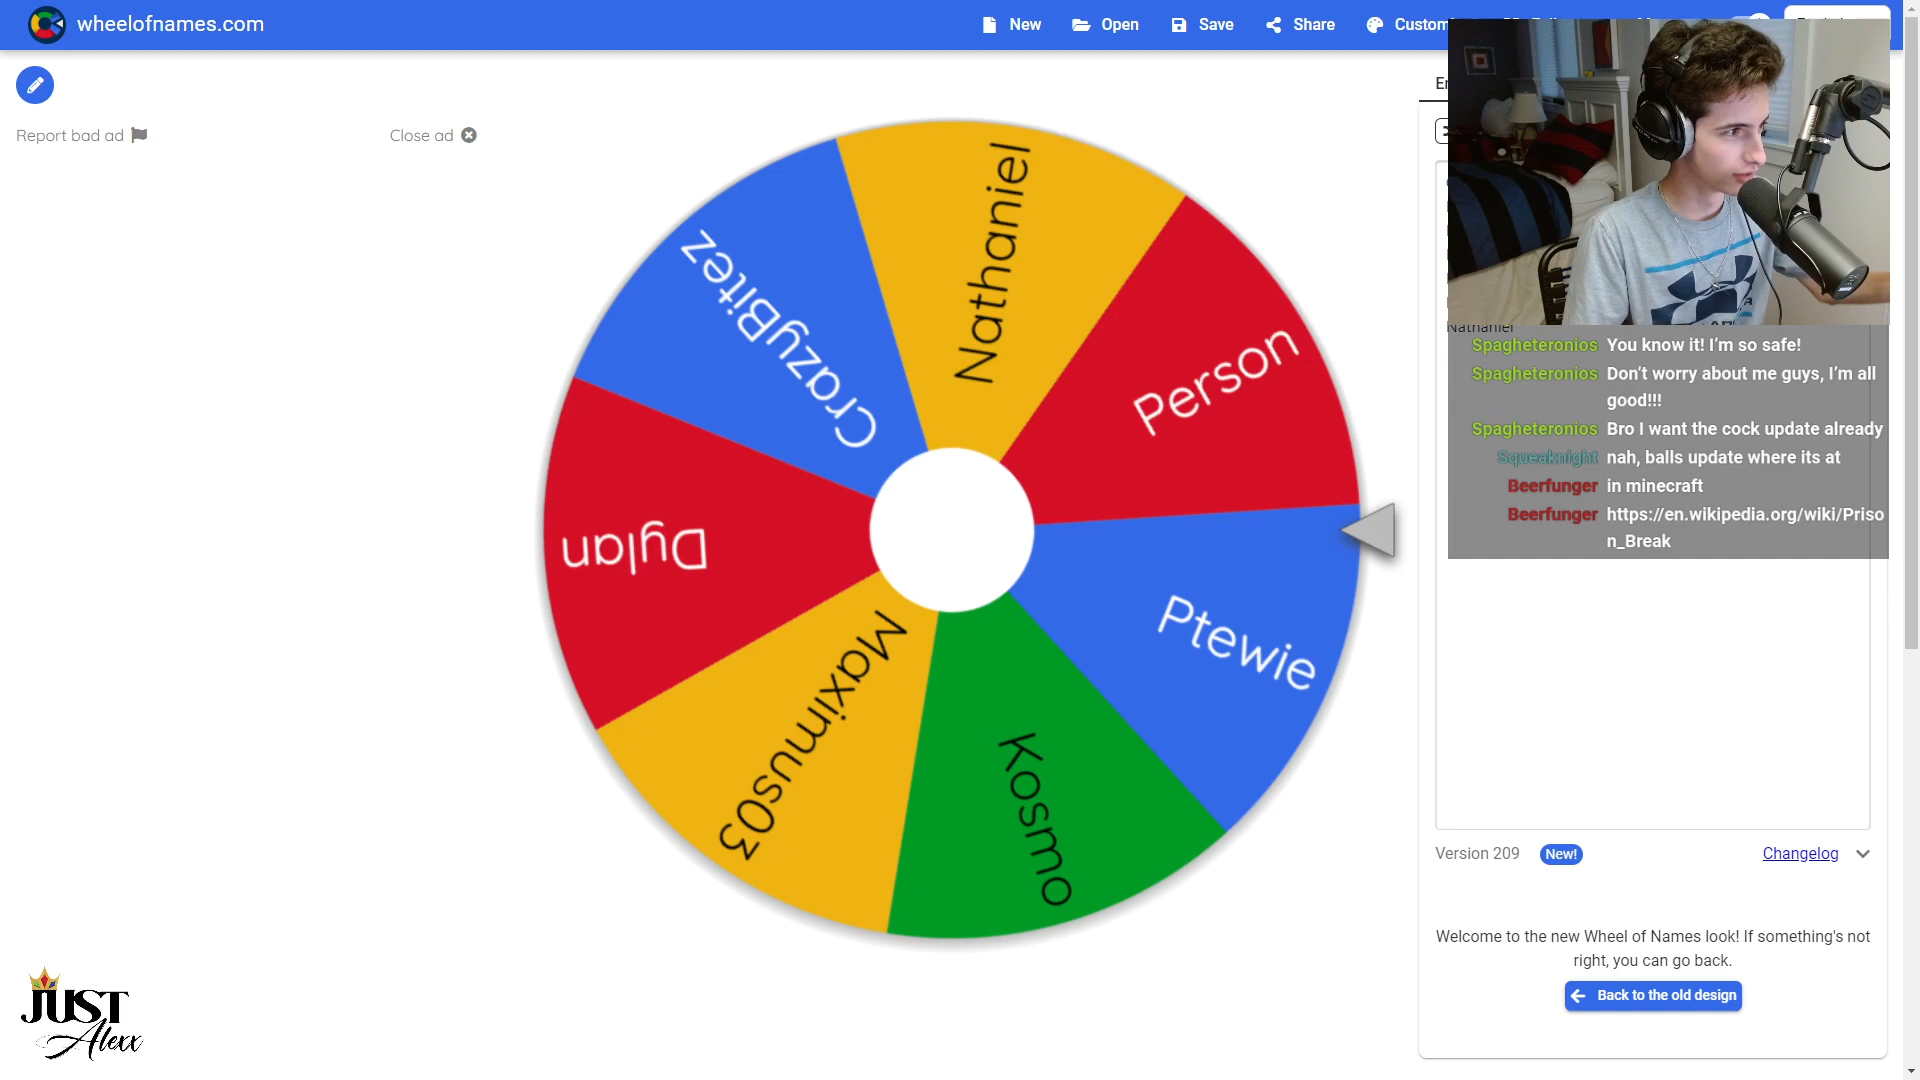 wheelofnames.com
New
Open
Save
Share
Report bad ad
Close ad
Nathaniel
Person
CrazyBitez
Ptewie
Dylan
Maximus03
Kosmo
Nathaniel
Spagheteronios You know it! I'm so safe!
Spagheteronios Don't worry about me guys, I'm all
good!!!
Spagheteronios Bro I want the cock update already
Squeaknight nah, balls update where its at
Beerfunger in minecraft
Beerfunger https://en.wikipedia.org/wiki/Priso
n_Break
Version 209
New!
Changelog
Welcome to the new Wheel of Names look! If something's not
right, you can go back.
Back to the old design
JUST
Alexx